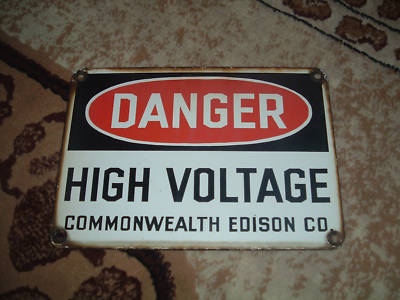 DANGER
HIGH VOLTAGE
COMMONWEALTH EDISON CO.